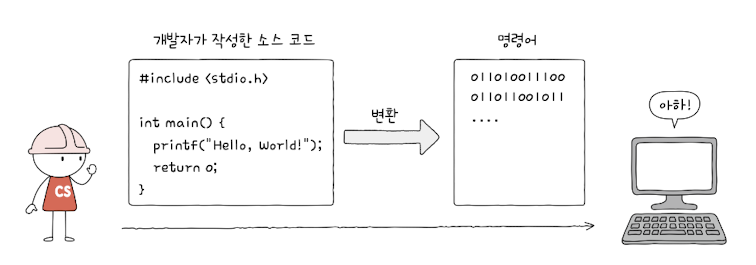 개발자가 작성한 소스 코드
#include <stdio.h>
int main() {
printf("Hello, World!");
return 0;
}
변환
명령어
011010011100
011011001011
....
아하!
CS